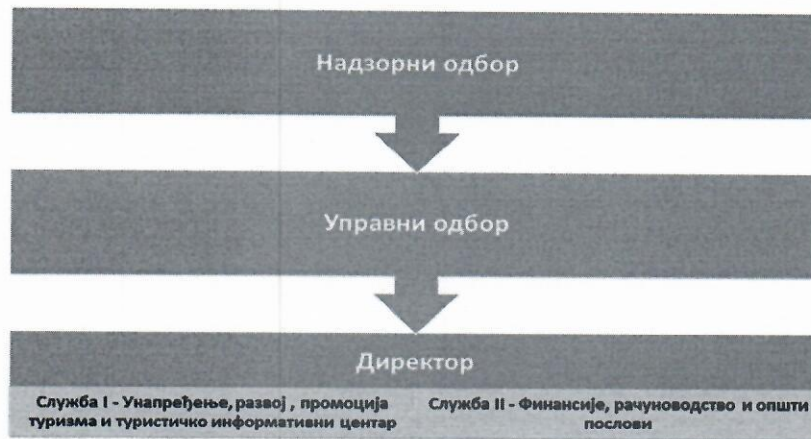 Надзорни одбор
Управни одбор
Директор
Служба I - Унапређење, развој , промоција
туризма и туристичко информативни центар
Служба II - Финансије, рачуноводство и општи
послови